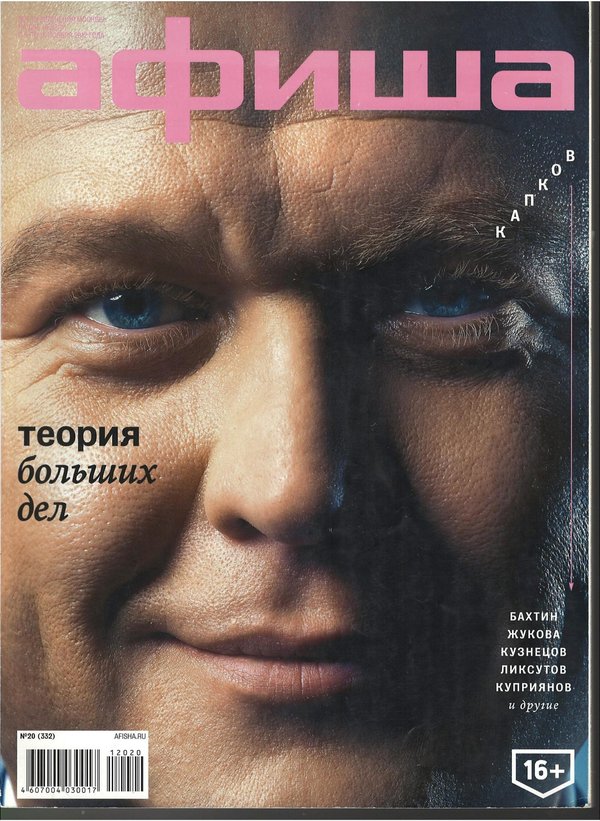 афиша
КАПКОВ
теория
больших
дел
БАХТИН
ЖУКОВА
КУЗНЕЦОВ
ЛИКСУТОВ
КУПРИЯНОВ
и другие
№20 (332)
AFISHA.RU
12020
4 607004 030017
16+